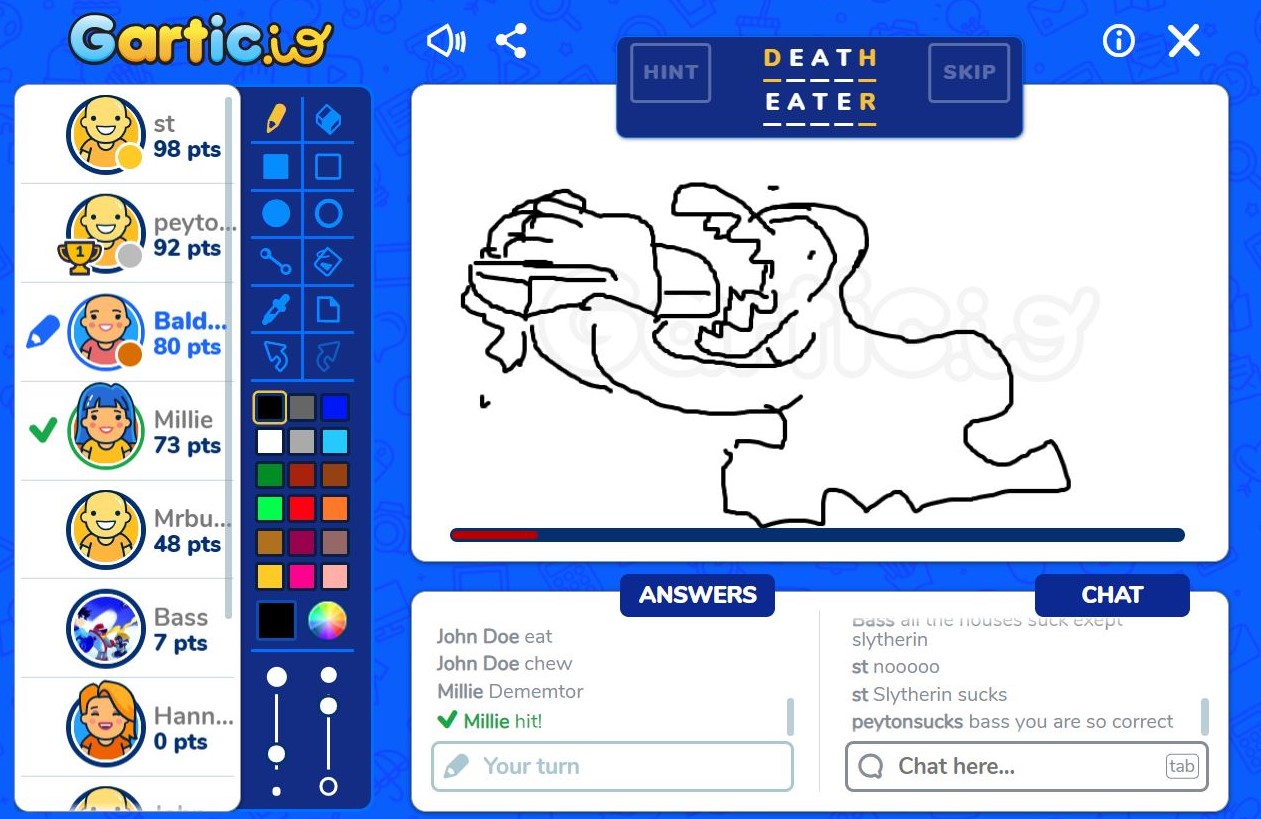 Gartic.io
HINT
DEATH
EATER
SKIP
st
98 pts
peyto...
92 pts
1
Bald...
80 pts
Millie
73 pts
Mrbu...
48 pts
Bass
7 pts
Hann...
0 pts
Gartic.io
ANSWERS
John Doe eat
John Doe chew
Millie Dememtor
Millie hit!
Your turn
CHAT
Bass all the houses suck exept
slytherin
st nooooo
st Slytherin sucks
peytonsucks bass you are so correct
Chat here...
tab